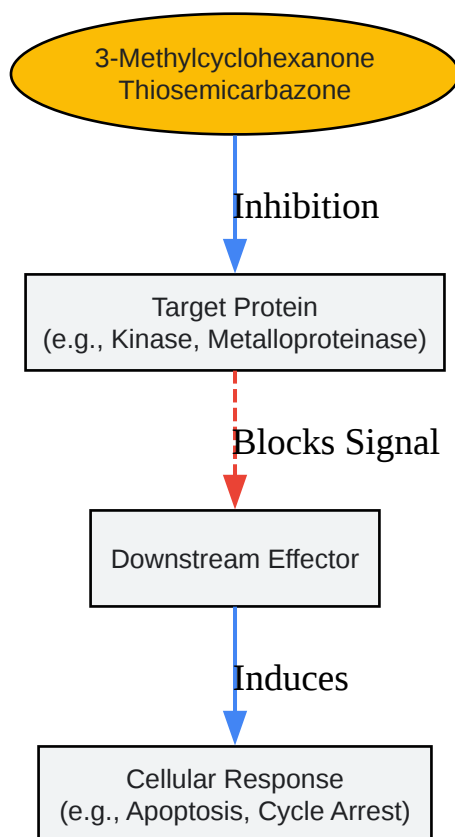 3-Methylcyclohexanone
Thiosemicarbazone
Inhibition
Target Protein
(e.g., Kinase, Metalloproteinase)
Blocks Signal
Downstream Effector
Induces
Cellular Response
(e.g., Apoptosis, Cycle Arrest)